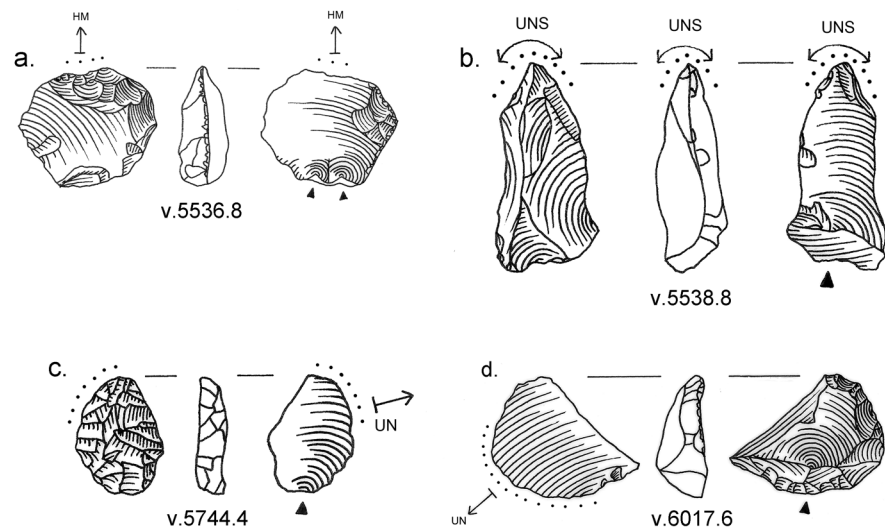 HM
HM
a.
v.5536.8
UNS
UNS
UNS
b.
v.5538.8
c.
UN
v.5744.4
d.
UN
v.6017.6